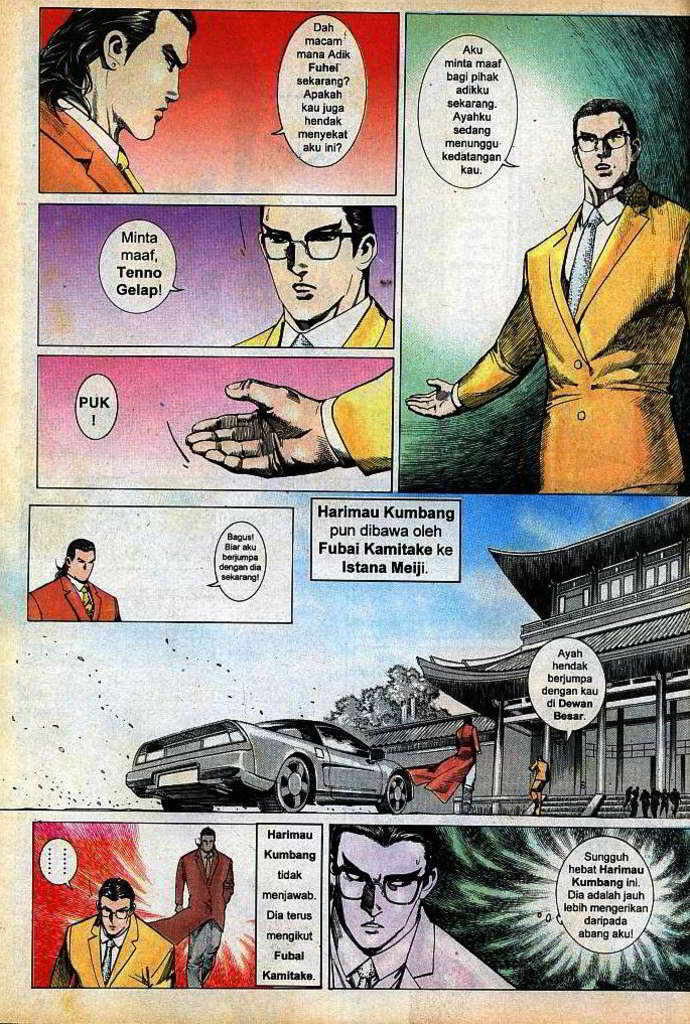 Dah
macam
mana Adik
Fuhel
sekarang?
Apakah
kau juga
hendak
menyekat
aku ini?
Aku
minta maaf
bagi pihak
adikku
sekarang.
Ayahku
sedang
menunggu
kedatangan
kau.
Minta
maaf,
Tenno
Gelap!
PUK
!
Bagus!
Biar aku
berjumpa
dengan dia
sekarang!
Harimau Kumbang
pun dibawa oleh
Fubai Kamitake ke
Istana Meiji.
Ayah
hendak
berjumpa
dengan kau
di Dewan
Besar.
Harimau
Kumbang
tidak
menjawab.
Dia terus
mengikut
Fubai
Kamitake.
Sungguh
hebat Harimau
Kumbang ini.
Dia adalah jauh
lebih mengerikan
daripada
abang aku!